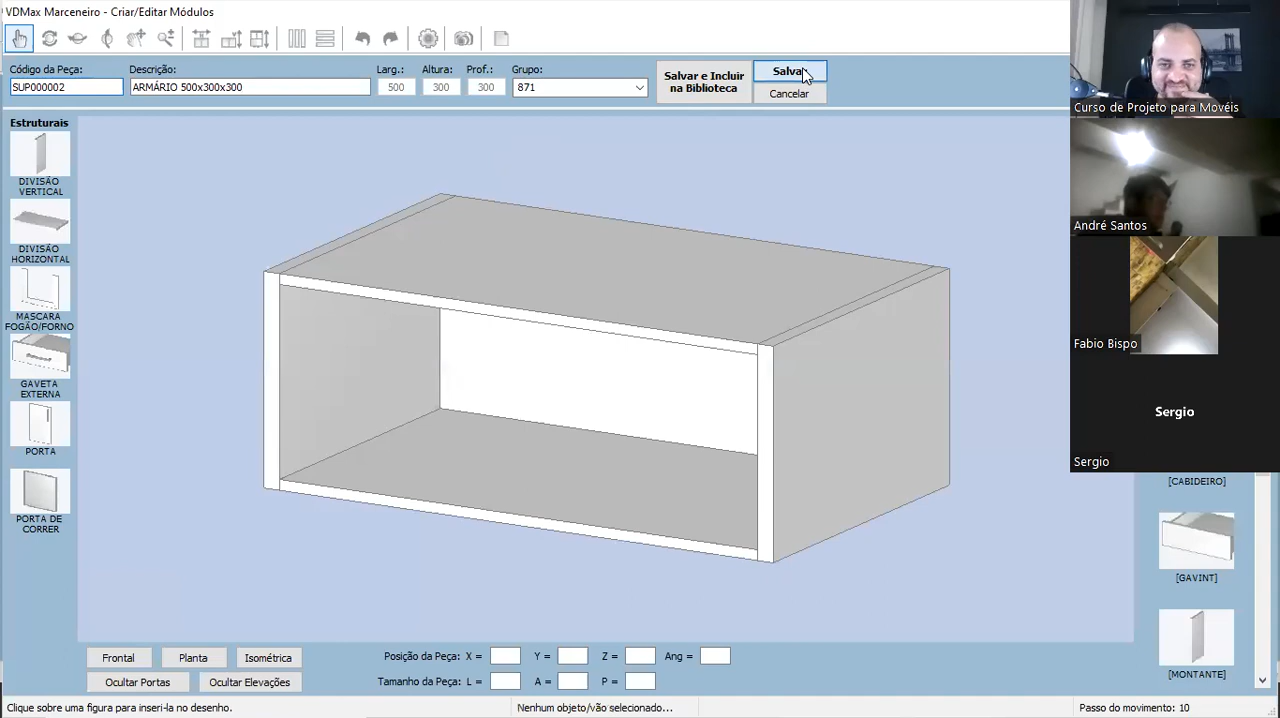 VDMax Marceneiro - Criar/Editar Módulos
Código da Peça:
Descrição:
Larg.:
Altura:
Prof.:
Grupo:
SUP000002
ARMÁRIO 500x300x300
500
300
300
871
Salvar e Incluir
na Biblioteca
Salvar
Cancelar
Curso de Projeto para Movéis
Estruturais
DIVISÃO
VERTICAL
DIVISÃO
HORIZONTAL
MASCARA
FOGÃO/FORNO
GAVETA
EXTERNA
PORTA
PORTA DE
CORRER
André Santos
Fabio Bispo
Sergio
Sergio
[CABIDEIRO]
[GAVINT]
[MONTANTE]
Frontal
Planta
Isométrica
Ocultar Portas
Ocultar Elevações
Posição da Peça: X =
Y =
Z =
Ang =
Tamanho da Peça: L =
A =
P =
Clique sobre uma figura para inseri-la no desenho.
Nenhum objeto/vão selecionado...
Passo do movimento: 10